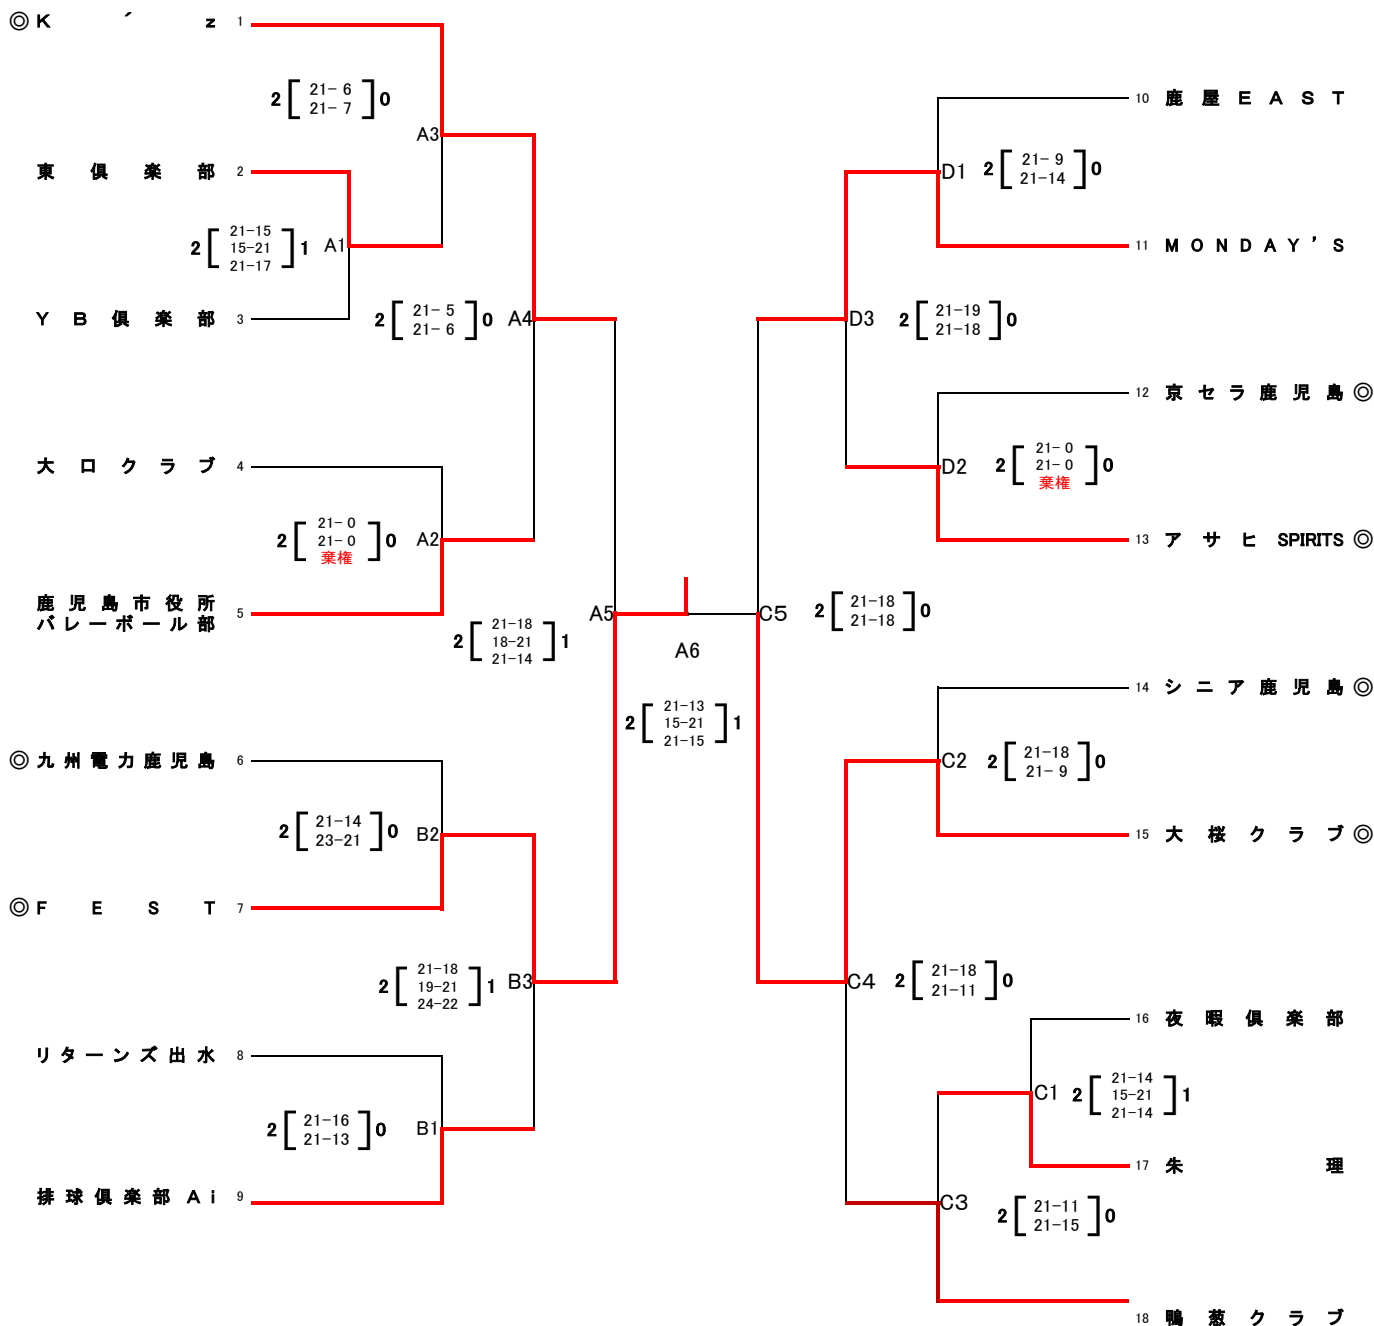 ◎ K ´ z 1
2 [ 21- 6 ] 0
21- 7
A3
東 倶 楽 部 2
2 [ 21-15 ] 1
15-21
21-17
A1
Y B 倶 楽 部 3
2 [ 21- 5 ] 0
21- 6
A4
大 口 ク ラ ブ 4
2 [ 21- 0 ] 0
21- 0
棄権
A2
鹿 児 島 市 役 所
バ レ ー ボ ー ル 部 5
2 [ 21-18 ] 1
18-21
21-14
A5
A6
2 [ 21-13 ] 1
15-21
21-15
◎ 九 州 電 力 鹿 児 島 6
2 [ 21-14 ] 0
23-21
B2
◎ F E S T 7
2 [ 21-18 ] 1
19-21
24-22
B3
リ タ ー ン ズ 出 水 8
2 [ 21-16 ] 0
21-13
B1
排 球 倶 楽 部 A i 9
10 鹿 屋 E A S T
D1
2 [ 21- 9 ] 0
21-14
11 M O N D A Y ' S
D3
2 [ 21-19 ] 0
21-18
12 京 セ ラ 鹿 児 島 ◎
D2
2 [ 21- 0 ] 0
21- 0
棄権
13 ア サ ヒ SPIRITS ◎
C5
2 [ 21-18 ] 0
21-18
14 シ ニ ア 鹿 児 島 ◎
C2
2 [ 21-18 ] 0
21- 9
15 大 桜 ク ラ ブ ◎
C4
2 [ 21-18 ] 0
21-11
16 夜 暇 倶 楽 部
C1
2 [ 21-14 ] 1
15-21
21-14
17 朱 理
C3
2 [ 21-11 ] 0
21-15
18 鴨 葱 ク ラ ブ